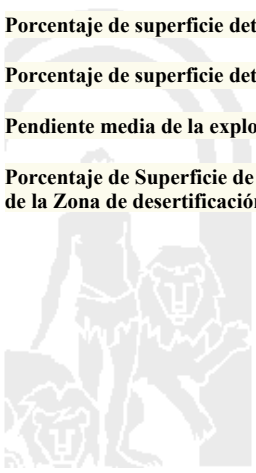 Porcentaje de superficie det
Porcentaje de superficie det
Pendiente media de la explo
Porcentaje de Superficie de
de la Zona de desertificación